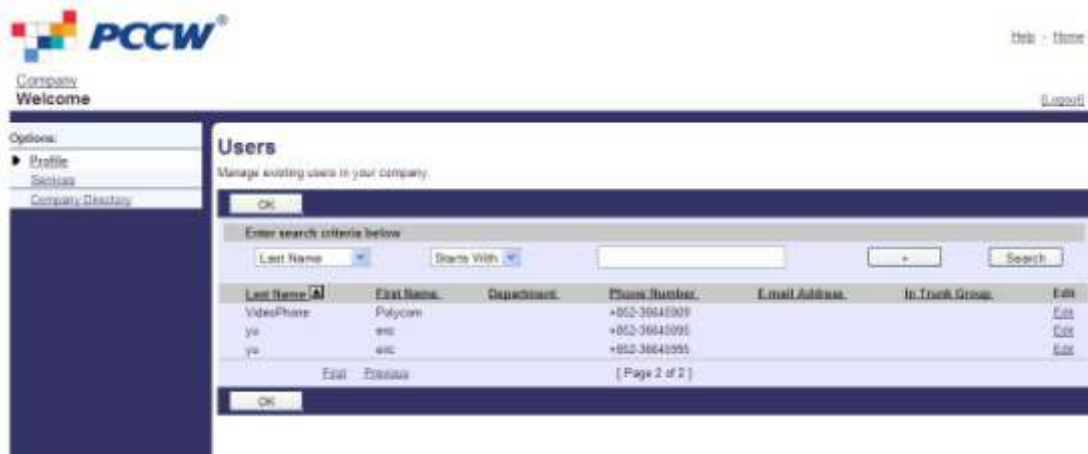 PCCW®
Help - Home
Company
Welcome
[Logout]
Options:
Profile
Services
Company Directory
Users
Manage existing users in your company.
OK
Enter search criteria below
Last Name Starts With + Search
Last Name First Name Department Phone Number E-mail Address In Trunk Group Edit
VideoPhone Polycom Edit
yu eric Edit
yu eric Edit
First Previous [ Page 2 of 2 ]
OK